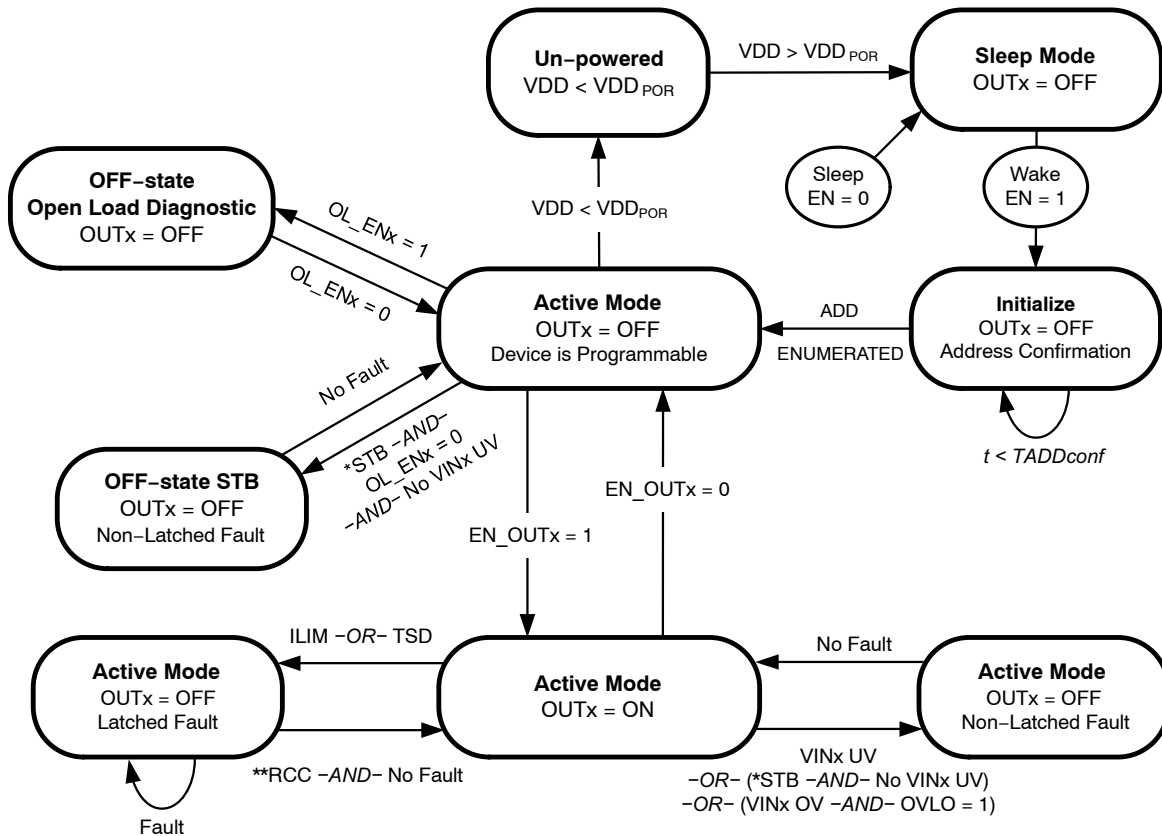 Un-powered
VDD < VDDPOR
VDD > VDDPOR
Sleep Mode
OUTx = OFF
Sleep
EN = 0
Wake
EN = 1
OFF−state
Open Load Diagnostic
OUTx = OFF
OL_ENx = 1
OL_ENx = 0
VDD < VDDPOR
Active Mode
OUTx = OFF
Device is Programmable
ADD
ENUMERATED
Initialize
OUTx = OFF
Address Confirmation
t < TADDconf
No Fault
*STB −AND−
OL_ENx = 0
−AND− No VINx UV
OFF−state STB
OUTx = OFF
Non−Latched Fault
EN_OUTx = 1
EN_OUTx = 0
Active Mode
OUTx = OFF
Latched Fault
Fault
ILIM −OR− TSD
**RCC −AND− No Fault
Active Mode
OUTx = ON
No Fault
VINx UV
−OR− (*STB −AND− No VINx UV)
−OR− (VINx OV −AND− OVLO = 1)
Active Mode
OUTx = OFF
Non−Latched Fault